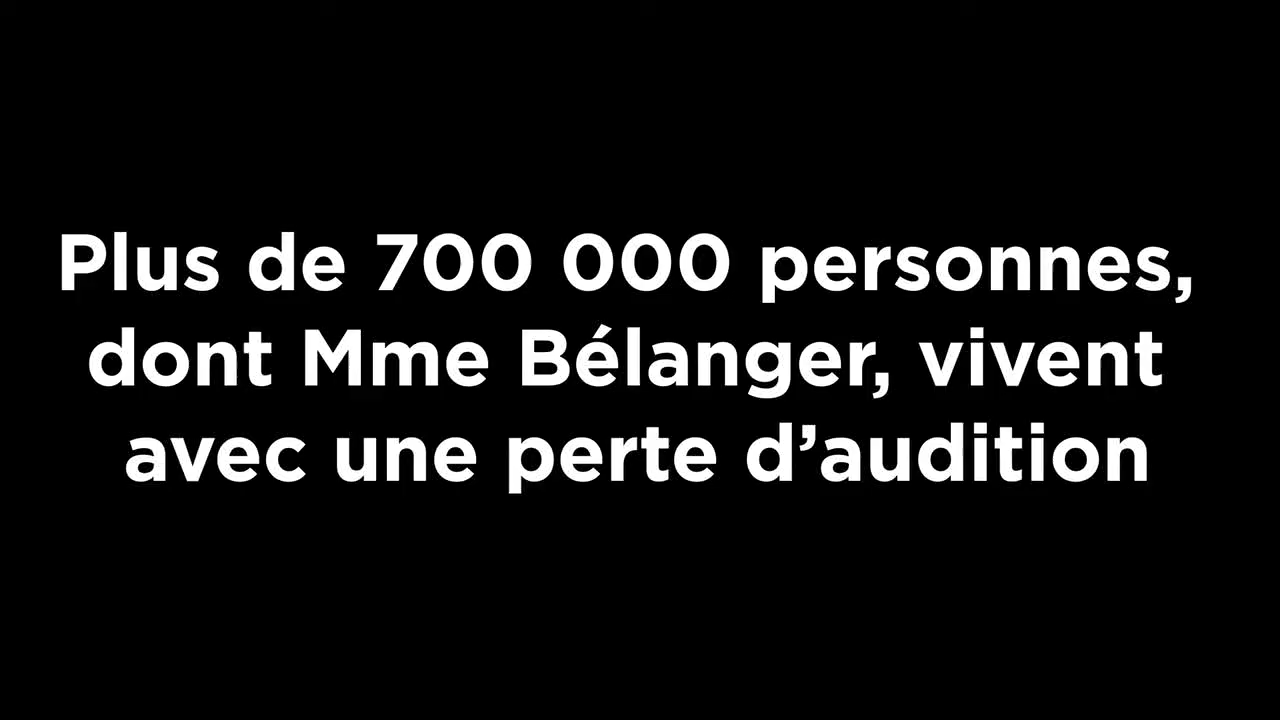 Plus de 700 000 personnes,
dont Mme Bélanger, vivent
avec une perte d’audition